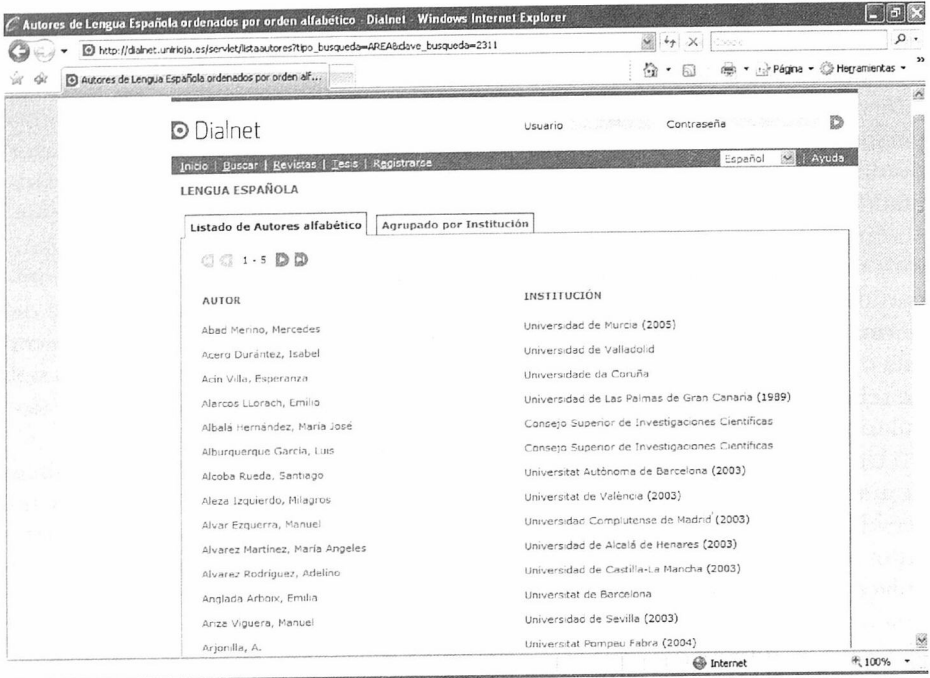 Autores de Lengua Española ordenados por orden alfabético - Dialnet - Windows Internet Explorer
http://dialnet.unirioja.es/servlet/listaautores?tipo_busqueda=AREA&clave_busqueda=2311
Autores de Lengua Española ordenados por orden alf... Página Herramientas
Dialnet Usuario Contraseña
Inicio | Buscar | Revistas | Tesis | Registrarse Español | Ayuda
LENGUA ESPAÑOLA
Listado de Autores alfabético Agrupado por Institución
1 - 5
AUTOR INSTITUCIÓN
Abad Merino, Mercedes Universidad de Murcia (2005)
Acero Durántez, Isabel Universidad de Valladolid
Acín Villa, Esperanza Universidade da Coruña
Alarcos LLorach, Emilio Universidad de Las Palmas de Gran Canaria (1989)
Albalá Hernández, María José Consejo Superior de Investigaciones Científicas
Alburquerque García, Luis Consejo Superior de Investigaciones Científicas
Alcoba Rueda, Santiago Universitat Autònoma de Barcelona (2003)
Aleza Izquierdo, Milagros Universitat de València (2003)
Alvar Ezquerra, Manuel Universidad Complutense de Madrid (2003)
Alvarez Martínez, María Angeles Universidad de Alcalá de Henares (2003)
Alvarez Rodríguez, Adelino Universidad de Castilla-La Mancha (2003)
Anglada Arboix, Emilia Universitat de Barcelona
Ariza Viguera, Manuel Universidad de Sevilla (2003)
Arjonilla, A. Universitat Pompeu Fabra (2004)
Internet 100%